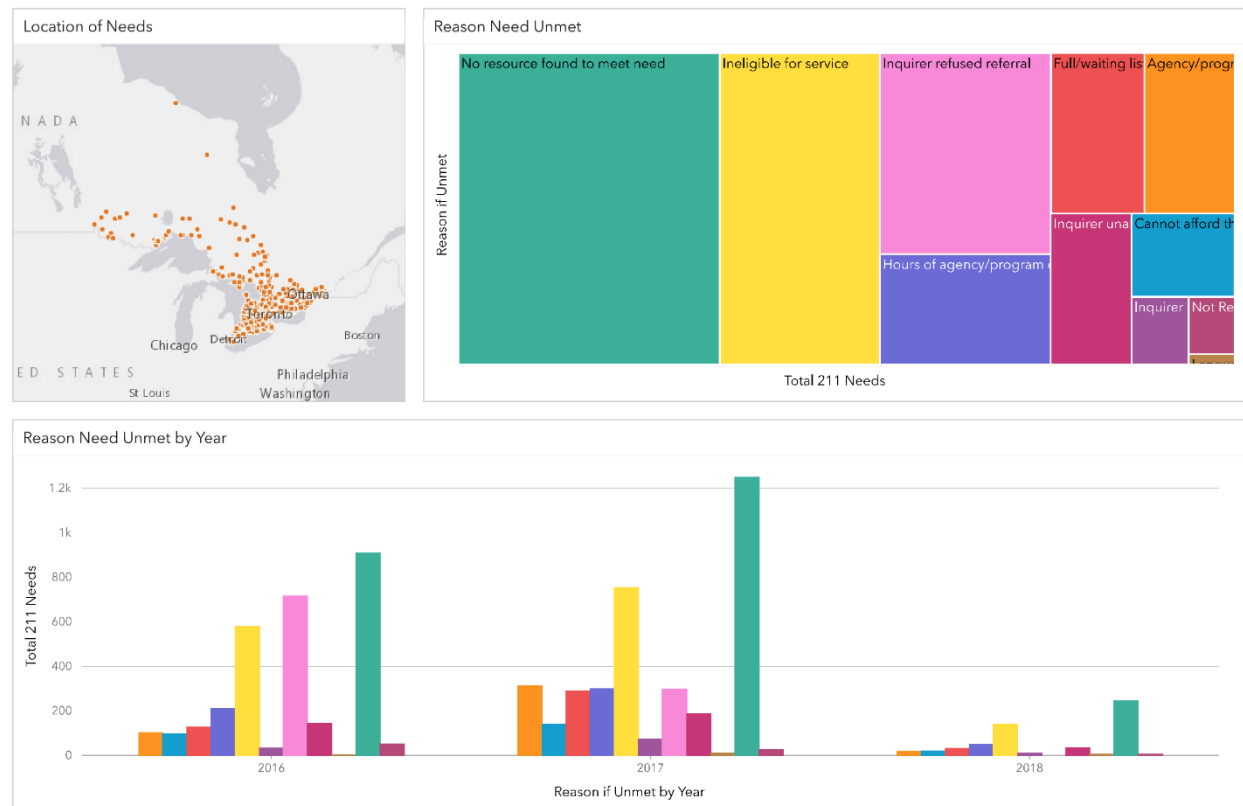 Location of Needs
NADA
Ottawa
Toronto
Detroit
Chicago
Boston
ED STATES
Philadelphia
St Louis
Washington
Reason Need Unmet
Reason if Unmet
No resource found to meet need
Ineligible for service
Inquirer refused referral
Full/waiting lis
Agency/progr
Hours of agency/program
Inquirer una
Cannot afford th
Inquirer
Not Re
Total 211 Needs
Reason Need Unmet by Year
Total 211 Needs
1.2k
1k
800
600
400
200
0
2016
2017
2018
Reason if Unmet by Year